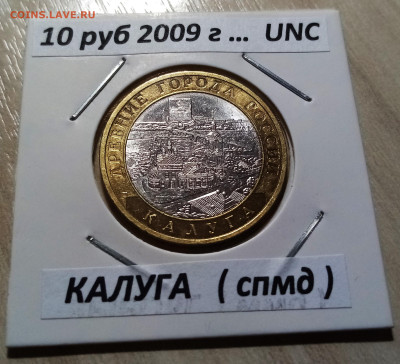 COINS.LAVE.RU
10 руб 2009 г ... UNC
ДРЕВНИЕ ГОРОДА РОССИИ
КАЛУГА
КАЛУГА ( спмд )